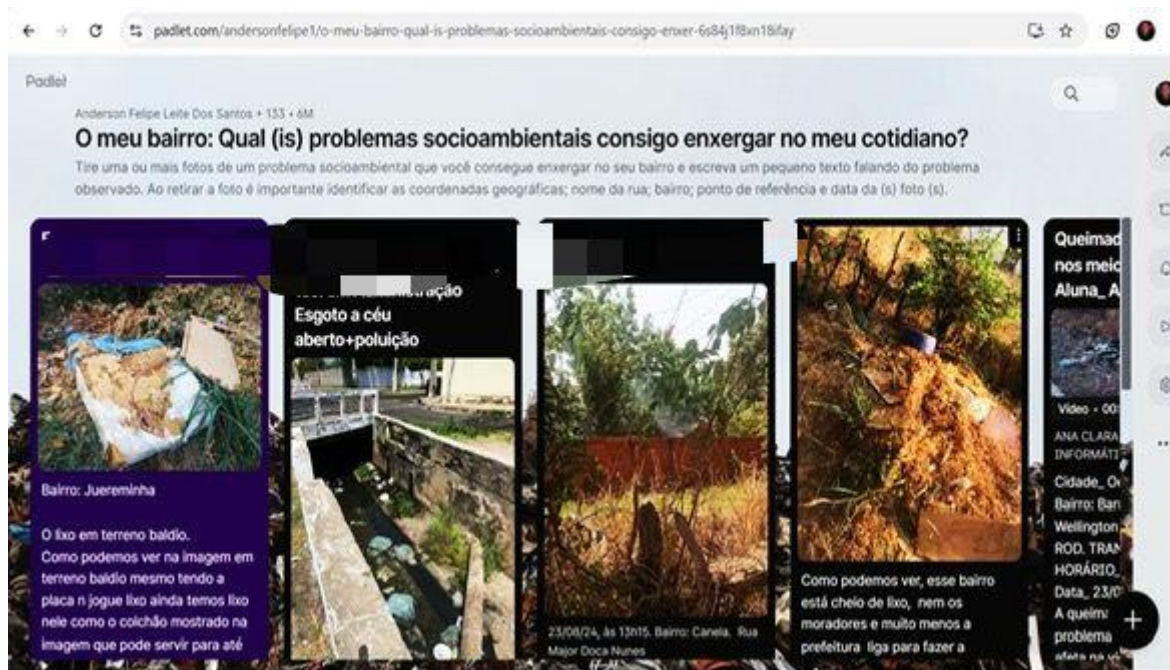 padlet.com/andersonfelipe1/o-meu-bairro-qual-is-problemas-socioambientais-consigo-enxer-6s84j1f8xn18ifay
Padlet
Anderson Felipe Leite Dos Santos • 133 • 6M
O meu bairro: Qual (is) problemas socioambientais consigo enxergar no meu cotidiano?
Tire uma ou mais fotos de um problema socioambiental que você consegue enxergar no seu bairro e escreva um pequeno texto falando do problema
observado. Ao retirar a foto é importante identificar as coordenadas geográficas; nome da rua; bairro; ponto de referência e data da (s) foto (s).
Bairro: Juereminha
O lixo em terreno baldio.
Como podemos ver na imagem em
terreno baldio mesmo tendo a
placa n jogue lixo ainda temos lixo
nele como o colchão mostrado na
imagem que pode servir para até
Esgoto a céu
aberto+poluição
23/08/24, às 13h15. Bairro: Canela. Rua
Major Doca Nunes
Como podemos ver, esse bairro
está cheio de lixo, nem os
moradores e muito menos a
prefeitura liga para fazer a
Queimad
nos meio
Aluna_ A
Vídeo • 00:
ANA CLARA
INFORMÁTI
Cidade_ O
Bairro: Ban
Wellington
ROD. TRAN
HORÁRIO_
Data_ 23/0
A queima
problema